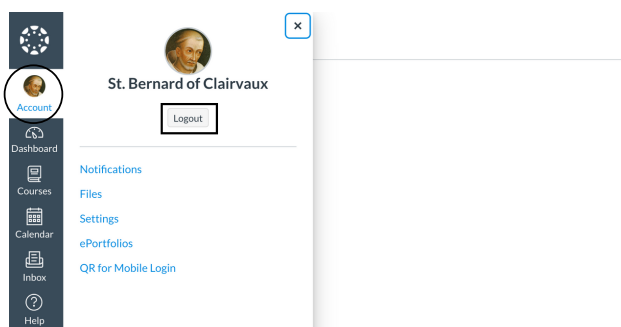 ×
St. Bernard of Clairvaux
Logout
Account
Dashboard
Courses
Calendar
Inbox
Help
Notifications
Files
Settings
ePortfolios
QR for Mobile Login